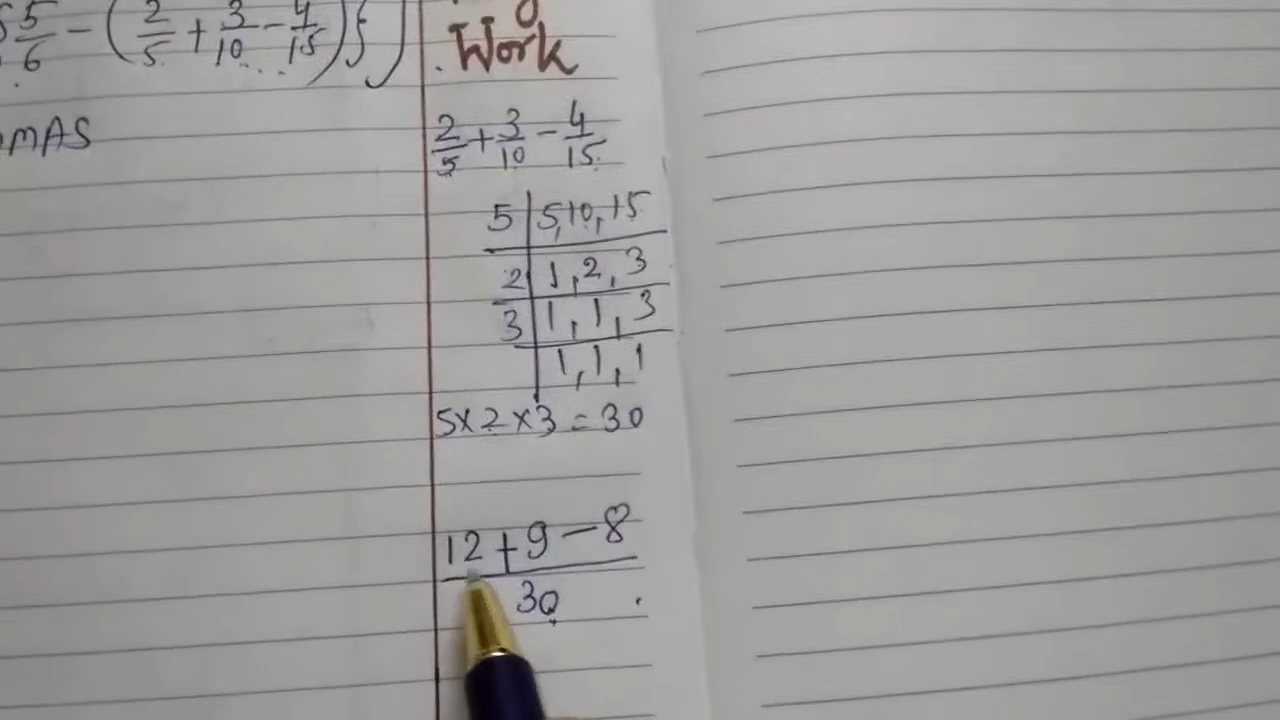 5/6 - (2/5 + 3/10 - 4/15)}]
MAS
Work
2/5 + 3/10 - 4/15
5 | 5, 10, 15
2 | 1, 2, 3
3 | 1, 1, 3
| 1, 1, 1
5 × 2 × 3 = 30
12 + 9 - 8
30